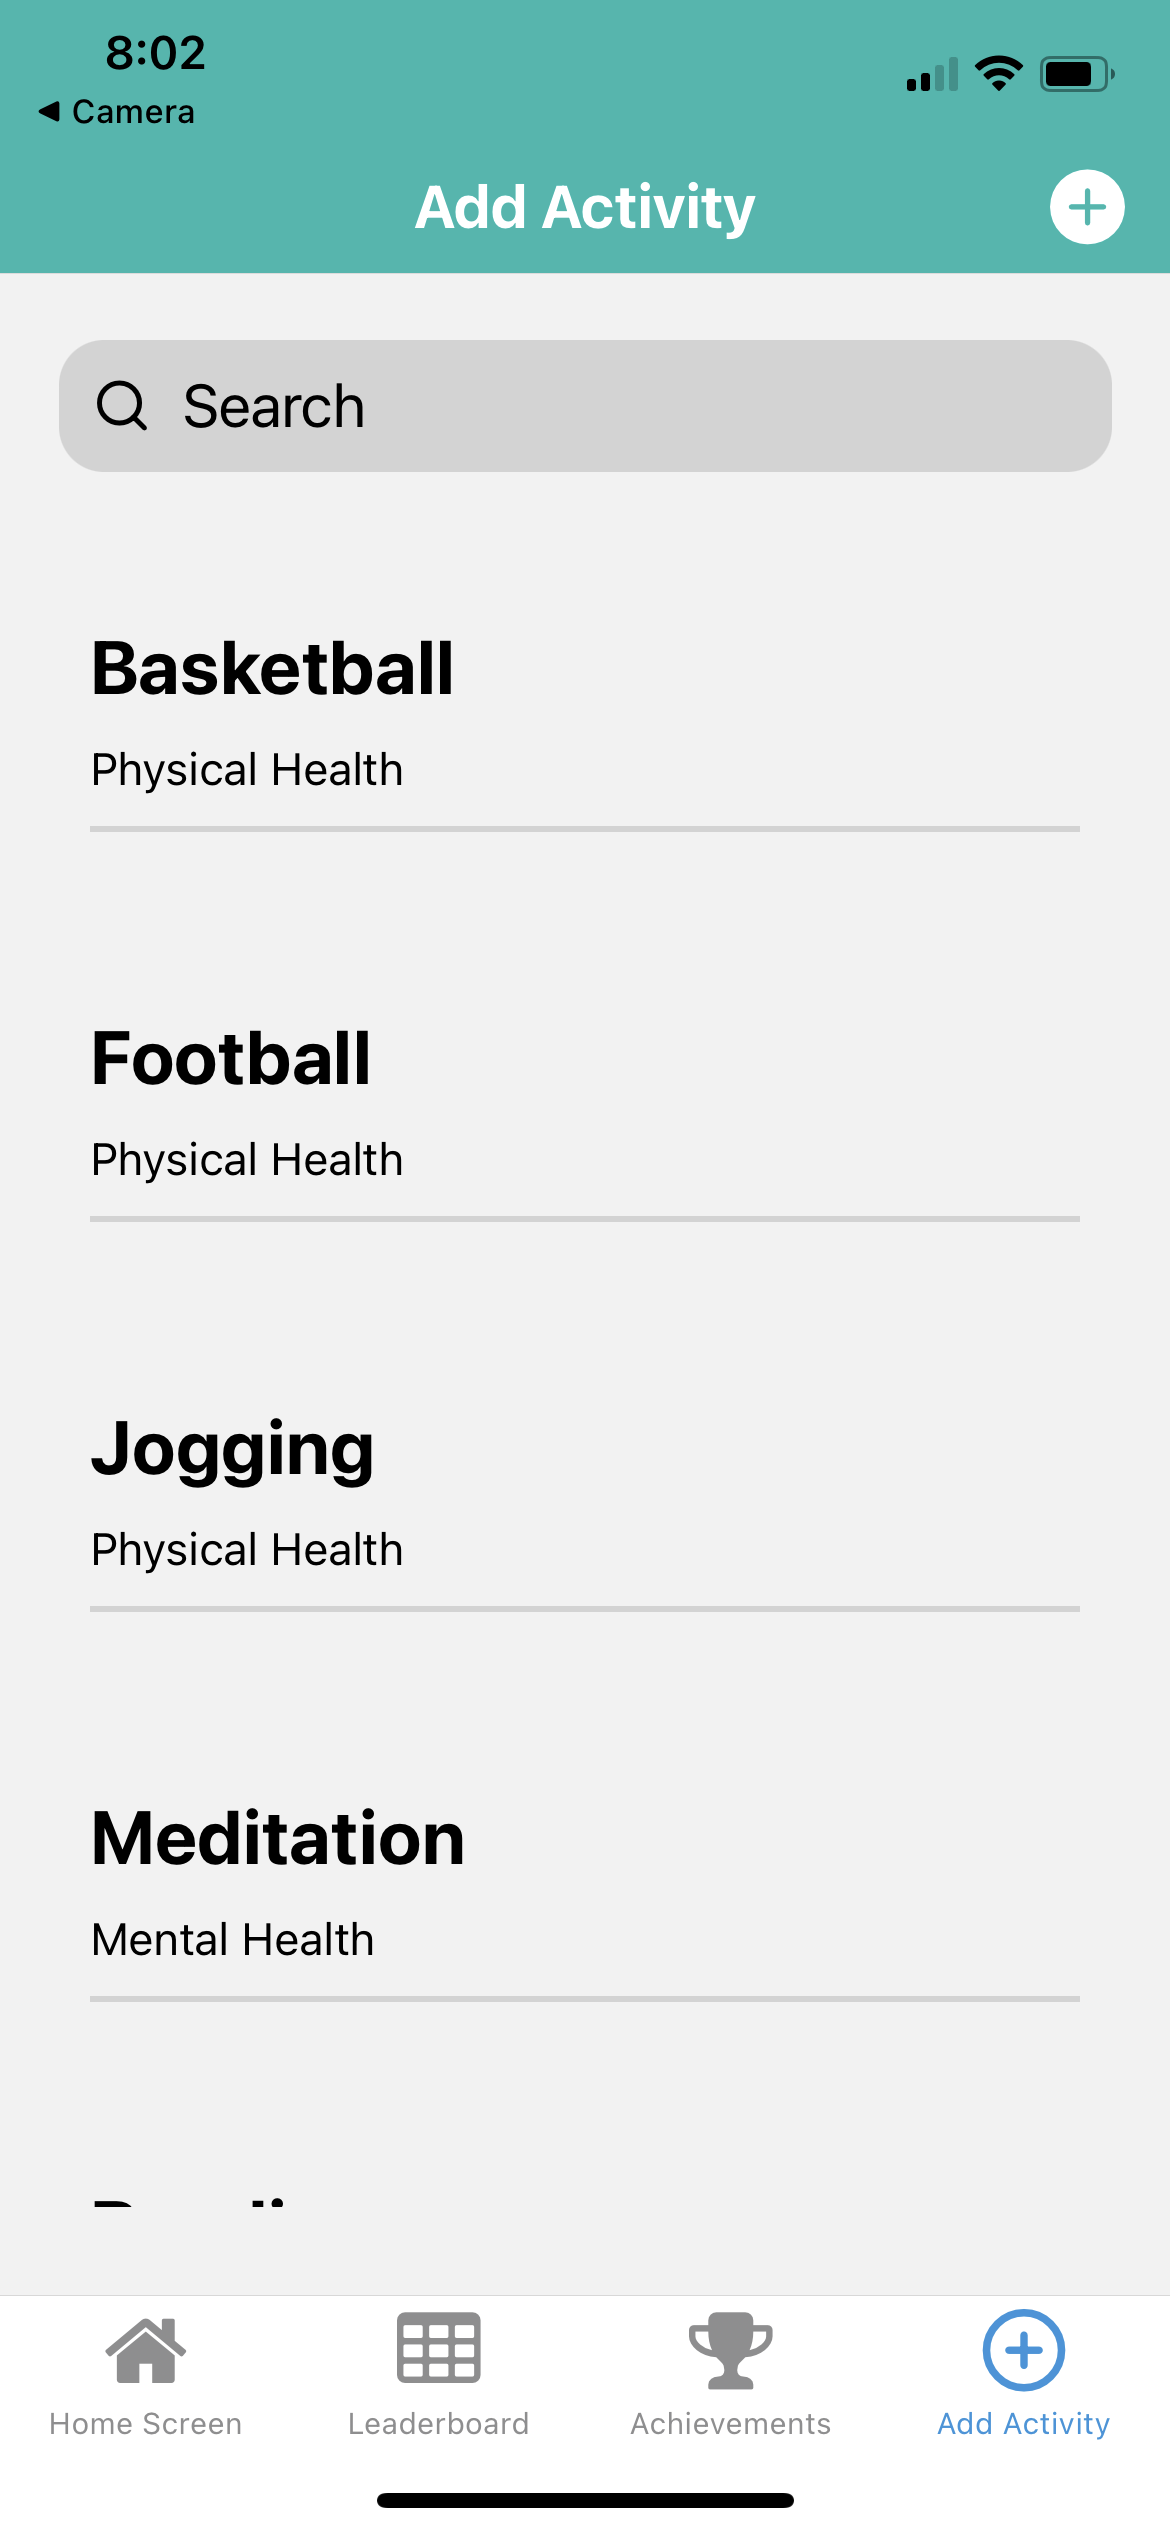 8:02
Camera
Add Activity
Search
Basketball
Physical Health
Football
Physical Health
Jogging
Physical Health
Meditation
Mental Health
Home Screen
Leaderboard
Achievements
Add Activity